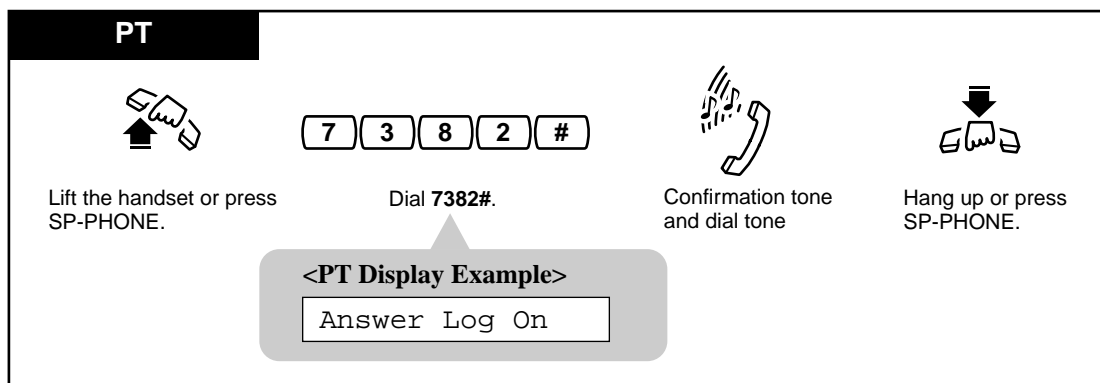 PT
7 3 8 2 #
Lift the handset or press
SP-PHONE.
Dial 7382#.
Confirmation tone
and dial tone
Hang up or press
SP-PHONE.
<PT Display Example>
Answer Log On